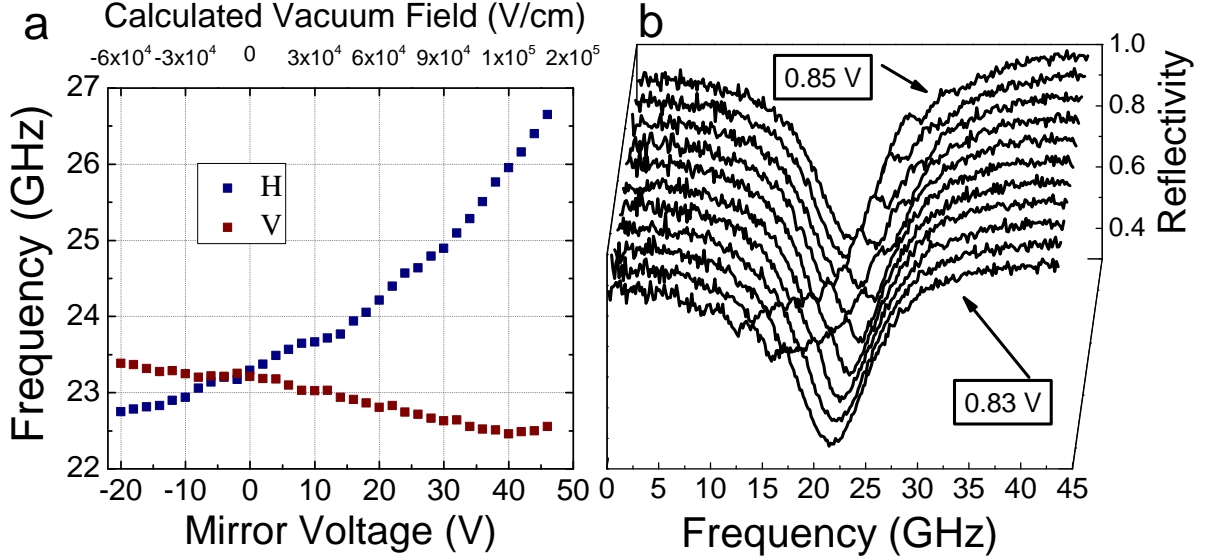 a
Calculated Vacuum Field (V/cm)
-6x10⁴ -3x10⁴ 0 3x10⁴ 6x10⁴ 9x10⁴ 1x10⁵ 2x10⁵
27
26
25
24
23
22
Frequency (GHz)
H
V
-20 -10 0 10 20 30 40 50
Mirror Voltage (V)
b
0.85 V
0.83 V
1.0
0.8
0.6
0.4
Reflectivity
0 5 10 15 20 25 30 35 40 45
Frequency (GHz)